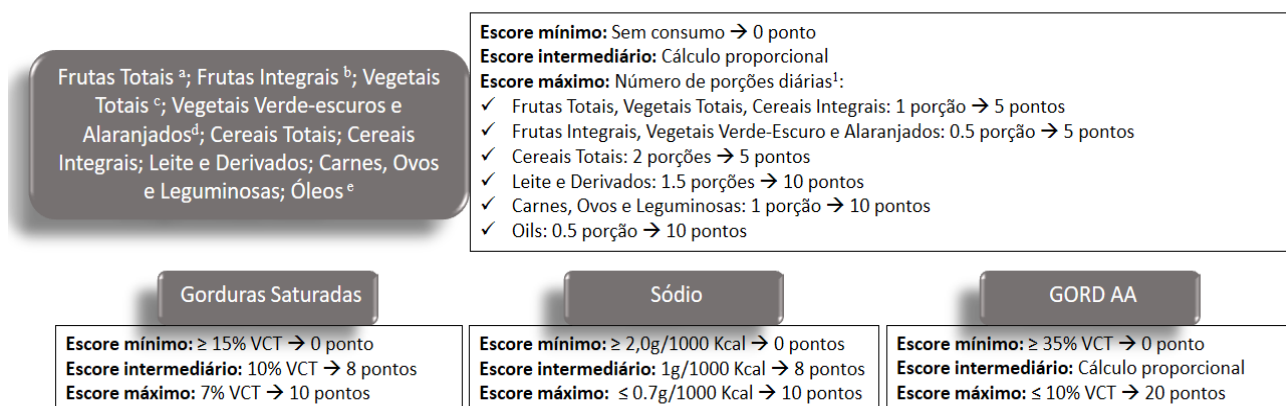 Frutas Totais ᵃ; Frutas Integrais ᵇ; Vegetais
Totais ᶜ; Vegetais Verde-escuros e
Alaranjadosᵈ; Cereais Totais; Cereais
Integrais; Leite e Derivados; Carnes, Ovos
e Leguminosas; Óleos ᵉ
Escore mínimo: Sem consumo → 0 ponto
Escore intermediário: Cálculo proporcional
Escore máximo: Número de porções diárias¹:
✓ Frutas Totais, Vegetais Totais, Cereais Integrais: 1 porção → 5 pontos
✓ Frutas Integrais, Vegetais Verde-Escuro e Alaranjados: 0.5 porção → 5 pontos
✓ Cereais Totais: 2 porções → 5 pontos
✓ Leite e Derivados: 1.5 porções → 10 pontos
✓ Carnes, Ovos e Leguminosas: 1 porção → 10 pontos
✓ Oils: 0.5 porção → 10 pontos
Gorduras Saturadas
Escore mínimo: ≥ 15% VCT → 0 ponto
Escore intermediário: 10% VCT → 8 pontos
Escore máximo: 7% VCT → 10 pontos
Sódio
Escore mínimo: ≥ 2,0g/1000 Kcal → 0 pontos
Escore intermediário: 1g/1000 Kcal → 8 pontos
Escore máximo: ≤ 0.7g/1000 Kcal → 10 pontos
GORD AA
Escore mínimo: ≥ 35% VCT → 0 ponto
Escore intermediário: Cálculo proporcional
Escore máximo: ≤ 10% VCT → 20 pontos